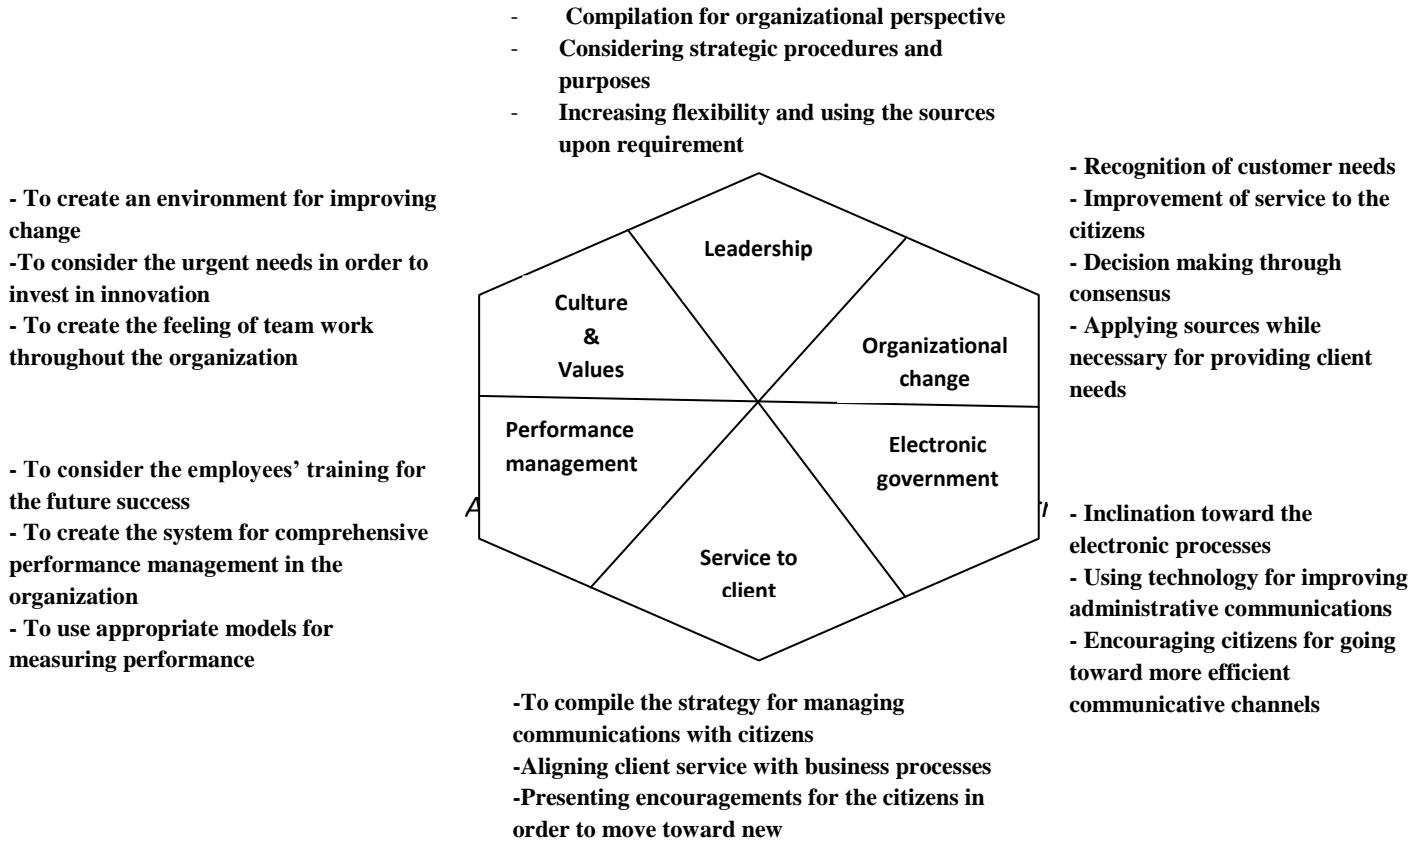 - Compilation for organizational perspective
- Considering strategic procedures and
purposes
- Increasing flexibility and using the sources
upon requirement
- To create an environment for improving
change
-To consider the urgent needs in order to
invest in innovation
- To create the feeling of team work
throughout the organization
- Recognition of customer needs
- Improvement of service to the
citizens
- Decision making through
consensus
- Applying sources while
necessary for providing client
needs
Leadership
Culture
&
Values
Organizational
change
Performance
management
Electronic
government
Service to
client
- To consider the employees’ training for
the future success
- To create the system for comprehensive
performance management in the
organization
- To use appropriate models for
measuring performance
- Inclination toward the
electronic processes
- Using technology for improving
administrative communications
- Encouraging citizens for going
toward more efficient
communicative channels
-To compile the strategy for managing
communications with citizens
-Aligning client service with business processes
-Presenting encouragements for the citizens in
order to move toward new